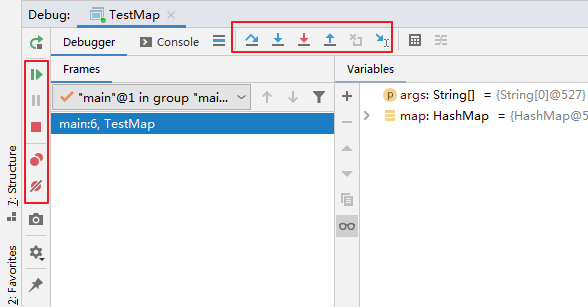 Debug: TestMap
Debugger Console
Frames
Variables
"main"@1 in group "mai...
main:6, TestMap
p args: String[] = {String[0]@527}
map: HashMap = {HashMap@5
7: Structure
2: Favorites